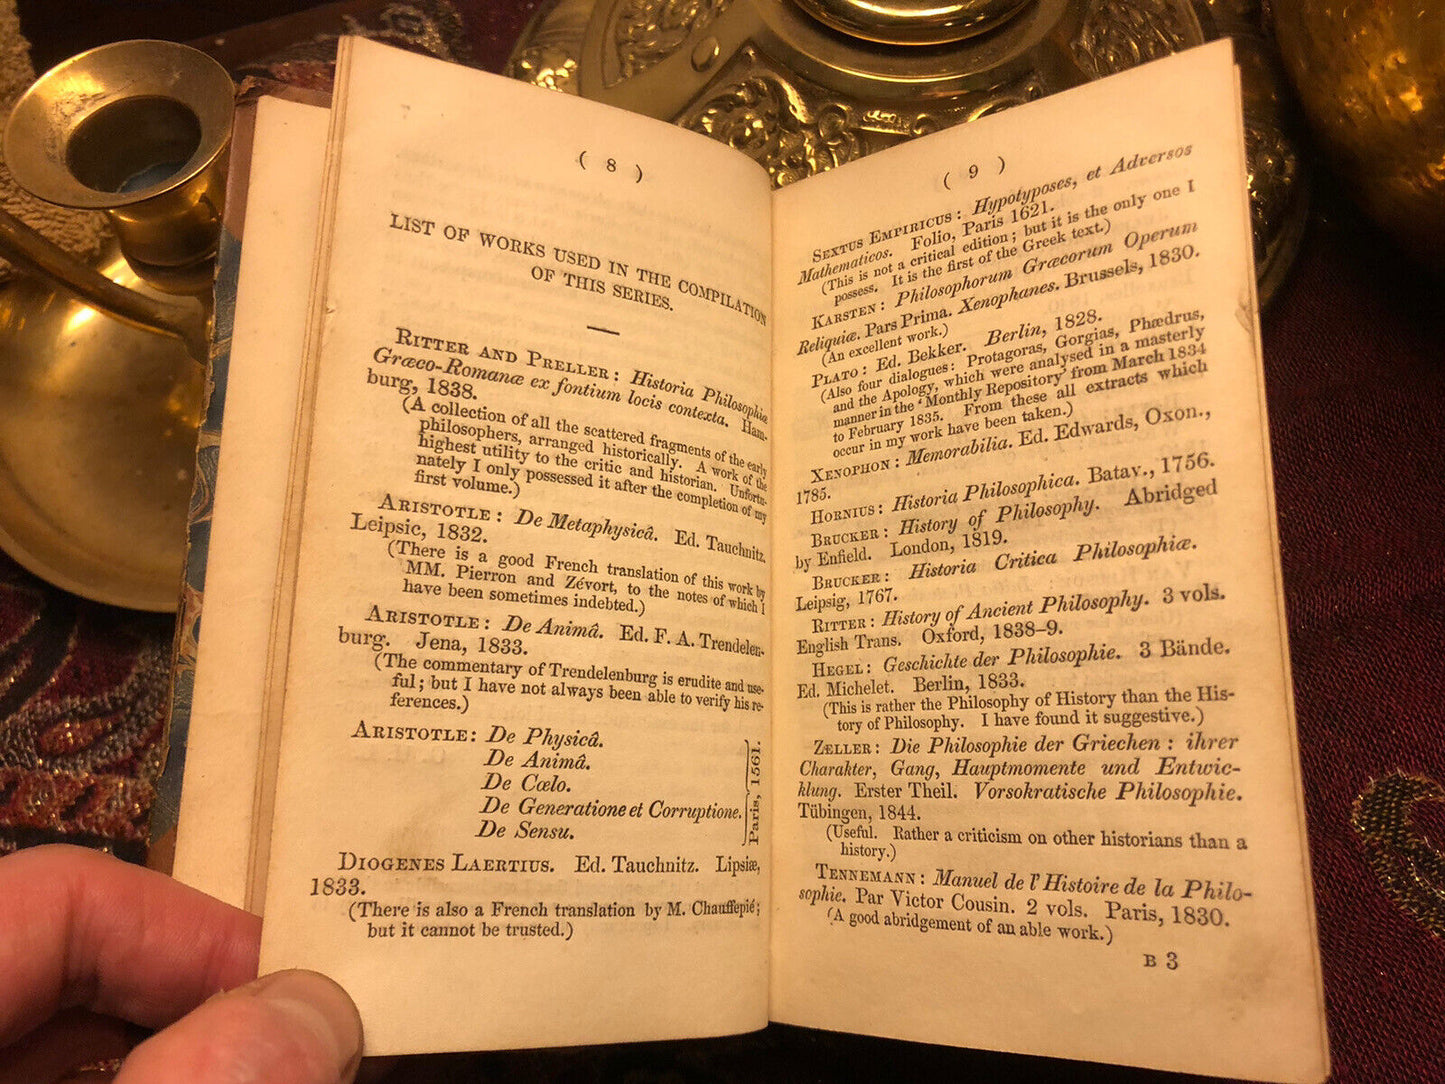 ( 8 )
LIST OF WORKS USED IN THE COMPILATION
OF THIS SERIES.
RITTER AND PRELLER: Historia Philosophiæ
Græco-Romanæ ex fontium locis contexta. Ham-
burg, 1838.
(A collection of all the scattered fragments of the early
philosophers, arranged historically. A work of the
highest utility to the critic and historian. Unfortu-
nately I only possessed it after the completion of my
first volume.)
ARISTOTLE: De Metaphysicâ. Ed. Tauchnitz.
Leipsic, 1832.
(There is a good French translation of this work by
MM. Pierron and Zévort, to the notes of which I
have been sometimes indebted.)
ARISTOTLE: De Animâ. Ed. F. A. Trendelen-
burg. Jena, 1833.
(The commentary of Trendelenburg is erudite and use-
ful; but I have not always been able to verify his re-
ferences.)
ARISTOTLE: De Physicâ.
De Animâ.
De Cœlo.
De Generatione et Corruptione.
De Sensu.
Paris, 1561.
DIOGENES LAERTIUS. Ed. Tauchnitz. Lipsiæ,
1833.
(There is also a French translation by M. Chauffepié;
but it cannot be trusted.)
( 9 )
SEXTUS EMPIRICUS: Hypotyposes, et Adversos
Mathematicos. Folio, Paris 1621.
(This is not a critical edition; but it is the only one I
possess. It is the first of the Greek text.)
KARSTEN: Philosophorum Græcorum Operum
Reliquiæ. Pars Prima. Xenophanes. Brussels, 1830.
(An excellent work.)
PLATO: Ed. Bekker. Berlin, 1828.
(Also four dialogues: Protagoras, Gorgias, Phædrus,
and the Apology, which were analysed in a masterly
manner in the 'Monthly Repository' from March 1834
to February 1835. From these all extracts which
occur in my work have been taken.)
XENOPHON: Memorabilia. Ed. Edwards, Oxon.,
1785.
HORNIUS: Historia Philosophica. Batav., 1756.
BRUCKER: History of Philosophy. Abridged
by Enfield. London, 1819.
BRUCKER: Historia Critica Philosophiæ.
Leipsig, 1767.
RITTER: History of Ancient Philosophy. 3 vols.
English Trans. Oxford, 1838-9.
HEGEL: Geschichte der Philosophie. 3 Bände.
Ed. Michelet. Berlin, 1833.
(This is rather the Philosophy of History than the His-
tory of Philosophy. I have found it suggestive.)
ZELLER: Die Philosophie der Griechen: ihrer
Charakter, Gang, Hauptmomente und Entwic-
klung. Erster Theil. Vorsokratische Philosophie.
Tübingen, 1844.
(Useful. Rather a criticism on other historians than a
history.)
TENNEMANN: Manuel de l'Histoire de la Philo-
sophie. Par Victor Cousin. 2 vols. Paris, 1830.
(A good abridgement of an able work.)
B 3